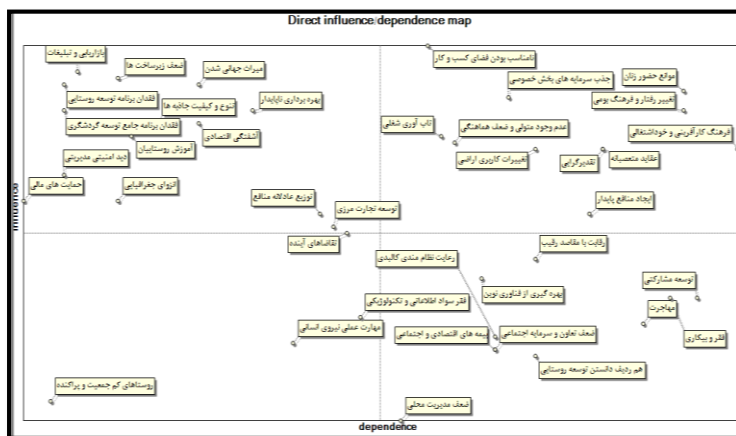 Direct influence/dependence map
بازاریابی و تبلیغات
ضعف زیرساخت ها
میراث جهانی شدن
نامناسب بودن فضای کسب و کار
جذب سرمایه های بخش خصوصی
موانع حضور زنان
فقدان برنامه توسعه روستایی
تنوع و کیفیت جاذبه ها
بهره برداری ناپایدار
تغییر رفتار و فرهنگ بومی
فقدان برنامه جامع توسعه گردشگری
آشفتگی اقتصادی
تاب آوری شغلی
عدم وجود متولی و ضعف هماهنگی
فرهنگ کارآفرینی و خوداشتغالی
آموزش روستاییان
دید امنیتی مدیریتی
تغییرات کاربری اراضی
تقدیرگرایی
عقاید متعصبانه
حمایت های مالی
انزوای جغرافیایی
توزیع عادلانه منافع
توسعه تجارت مرزی
ایجاد منافع پایدار
influence
تقاضاهای آینده
رقابت با مقاصد رقیب
رعایت نظام مندی کالبدی
توسعه مشارکتی
بهره گیری از فناوری نوین
فقر سواد اطلاعاتی و تکنولوژیکی
مهاجرت
مهارت عملی نیروی انسانی
بیمه های اقتصادی و اجتماعی
ضعف تعاون و سرمایه اجتماعی
فقر و بیکاری
هم ردیف دانستن توسعه روستایی
روستاهای کم جمعیت و پراکنده
ضعف مدیریت محلی
dependence